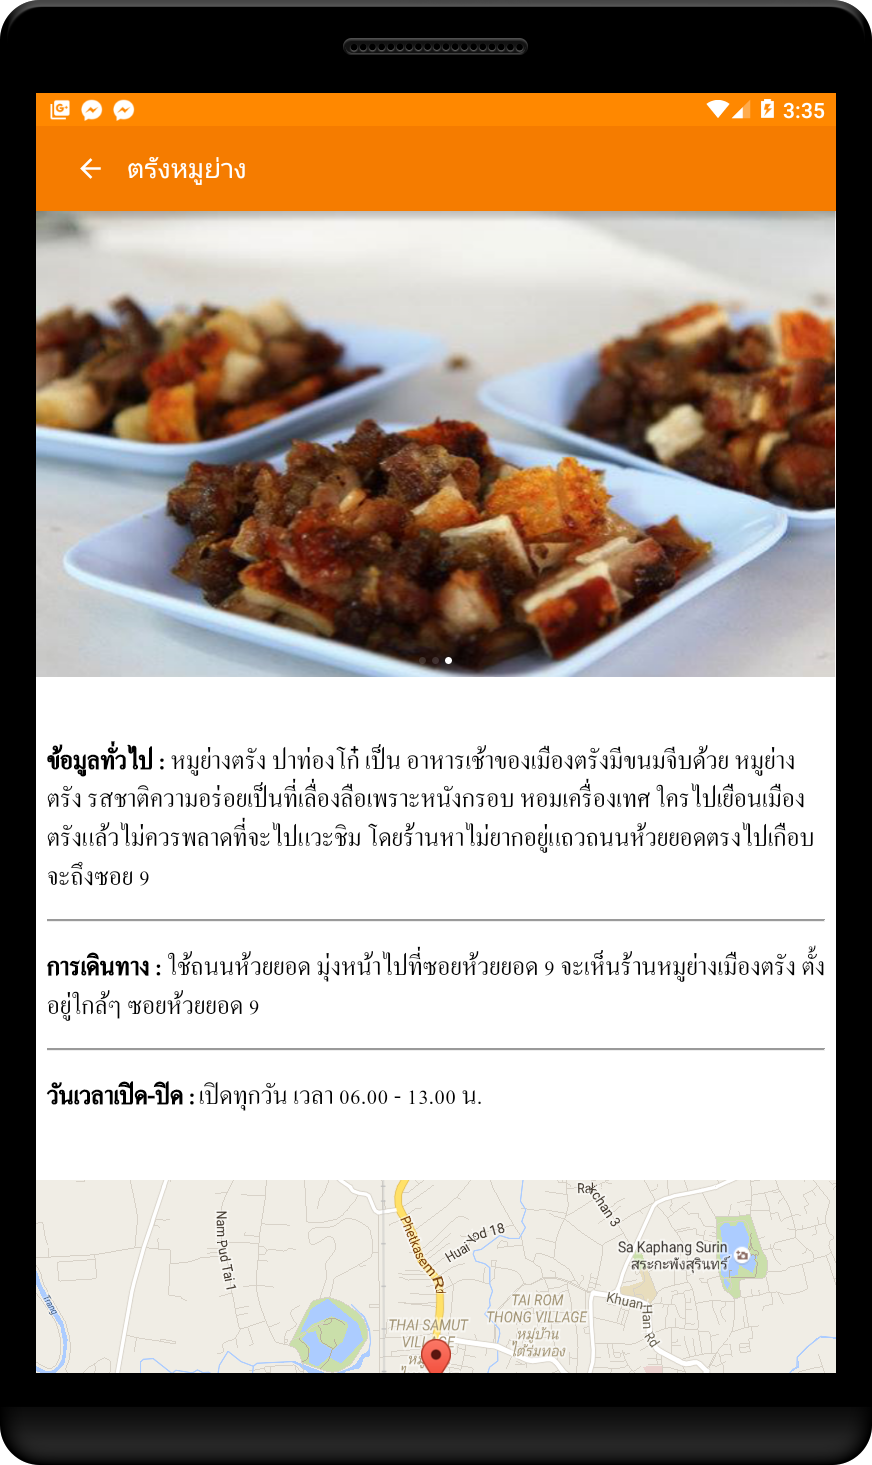 3:35
ตรังหมูย่าง
ข้อมูลทั่วไป : หมูย่างตรัง ปาท่องโก๋ เป็น อาหารเช้าของเมืองตรังมีขนมจีบด้วย หมูย่าง
ตรัง รสชาติความอร่อยเป็นที่เลื่องลือเพราะหนังกรอบ หอมเครื่องเทศ ใครไปเยือนเมือง
ตรังแล้วไม่ควรพลาดที่จะไปแวะชิม โดยร้านหาไม่ยากอยู่แถวถนนห้วยยอดตรงไปเกือบ
จะถึงซอย 9
การเดินทาง : ใช้ถนนห้วยยอด มุ่งหน้าไปที่ซอยห้วยยอด 9 จะเห็นร้านหมูย่างเมืองตรัง ตั้ง
อยู่ใกล้ๆ ซอยห้วยยอด 9
วันเวลาเปิด-ปิด : เปิดทุกวัน เวลา 06.00 - 13.00 น.
Nam Pud Tai 1
Phetkasem Rd
18
Sa Kaphang Surin
สระกะพังสุรินทร์
Trang
TAI ROM
THONG VILLAGE
หมู่บ้าน
ใต้ร่มทอง
Khuan
Han Rd
THAI SAMUT
VILLAGE